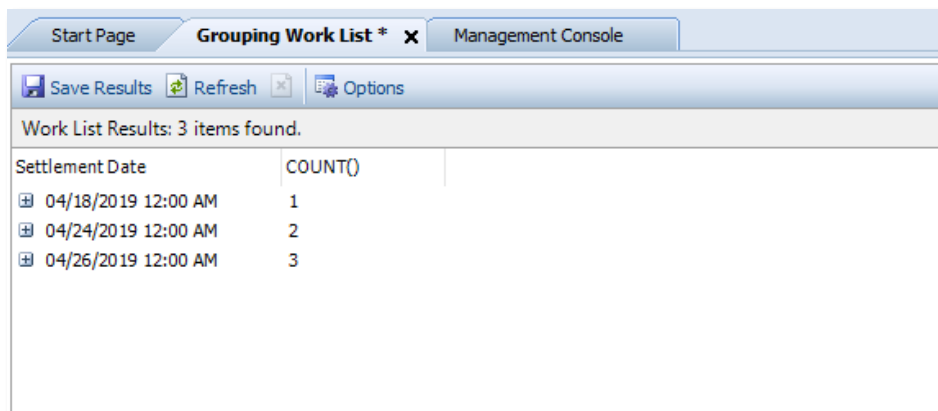 Start Page Grouping Work List * x Management Console
Save Results Refresh Options
Work List Results: 3 items found.
Settlement Date COUNT()
04/18/2019 12:00 AM 1
04/24/2019 12:00 AM 2
04/26/2019 12:00 AM 3